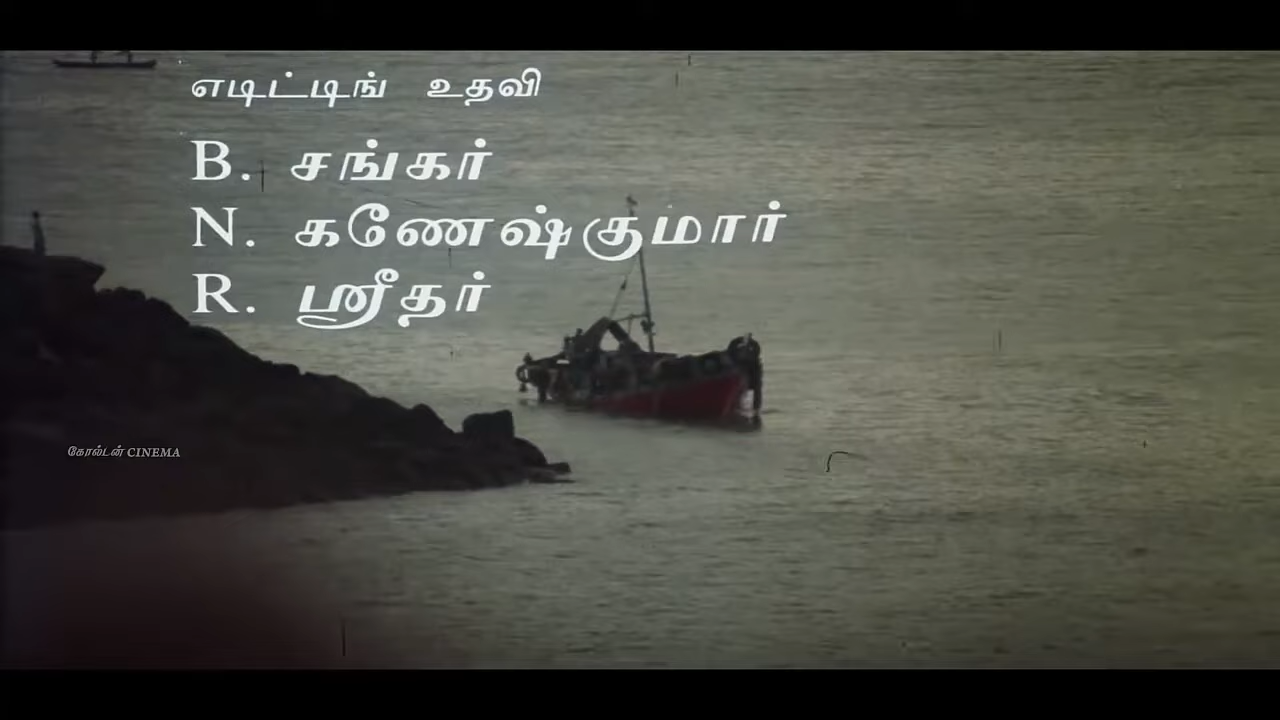 எடிட்டிங் உதவி
B. சங்கர்
N. கணேஷ்குமார்
R. ஸ்ரீதர்
கோல்டன் CINEMA